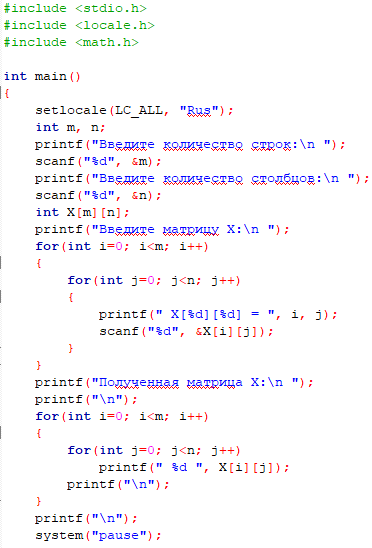 #include <stdio.h>
#include <locale.h>
#include <math.h>
int main()
{
setlocale(LC_ALL, "Rus");
int m, n;
printf("Введите количество строк:\n ");
scanf("%d", &m);
printf("Введите количество столбцов:\n ");
scanf("%d", &n);
int X[m][n];
printf("Введите матрицу X:\n ");
for(int i=0; i<m; i++)
{
for(int j=0; j<n; j++)
{
printf(" X[%d][%d] = ", i, j);
scanf("%d", &X[i][j]);
}
}
printf("Полученная матрица X:\n ");
printf("\n");
for(int i=0; i<m; i++)
{
for(int j=0; j<n; j++)
printf(" %d ", X[i][j]);
printf("\n");
}
printf("\n");
system("pause");